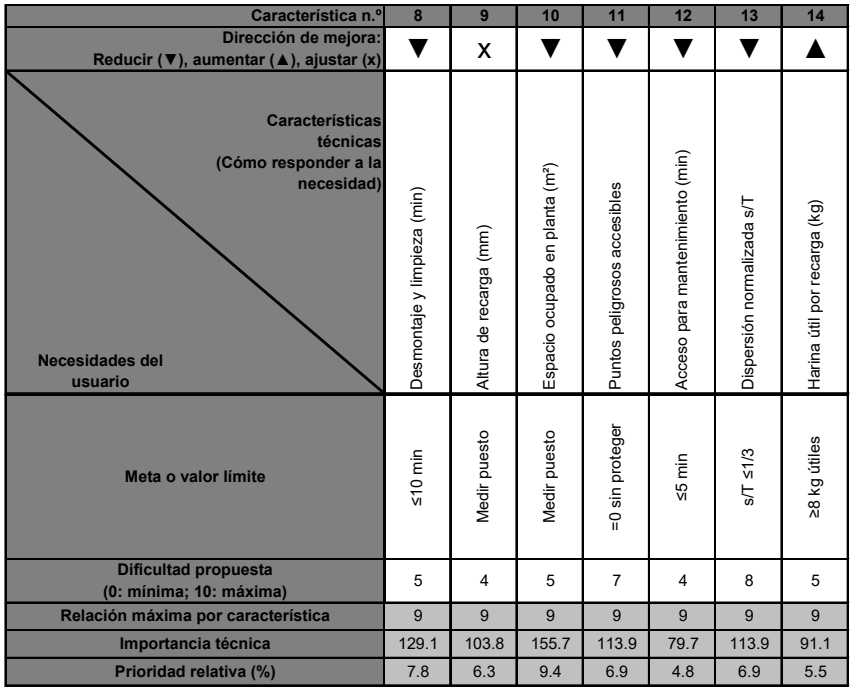 Característica n.º 8 9 10 11 12 13 14
Dirección de mejora:
Reducir (▼), aumentar (▲), ajustar (x) ▼ x ▼ ▼ ▼ ▼ ▲
Características
técnicas
(Cómo responder a la
necesidad)
Necesidades del
usuario
Desmontaje y limpieza (min)
Altura de recarga (mm)
Espacio ocupado en planta (m²)
Puntos peligrosos accesibles
Acceso para mantenimiento (min)
Dispersión normalizada s/T
Harina útil por recarga (kg)
Meta o valor límite
≤10 min
Medir puesto
Medir puesto
=0 sin proteger
≤5 min
s/T ≤1/3
≥8 kg útiles
Dificultad propuesta
(0: mínima; 10: máxima) 5 4 5 7 4 8 5
Relación máxima por característica 9 9 9 9 9 9 9
Importancia técnica 129.1 103.8 155.7 113.9 79.7 113.9 91.1
Prioridad relativa (%) 7.8 6.3 9.4 6.9 4.8 6.9 5.5